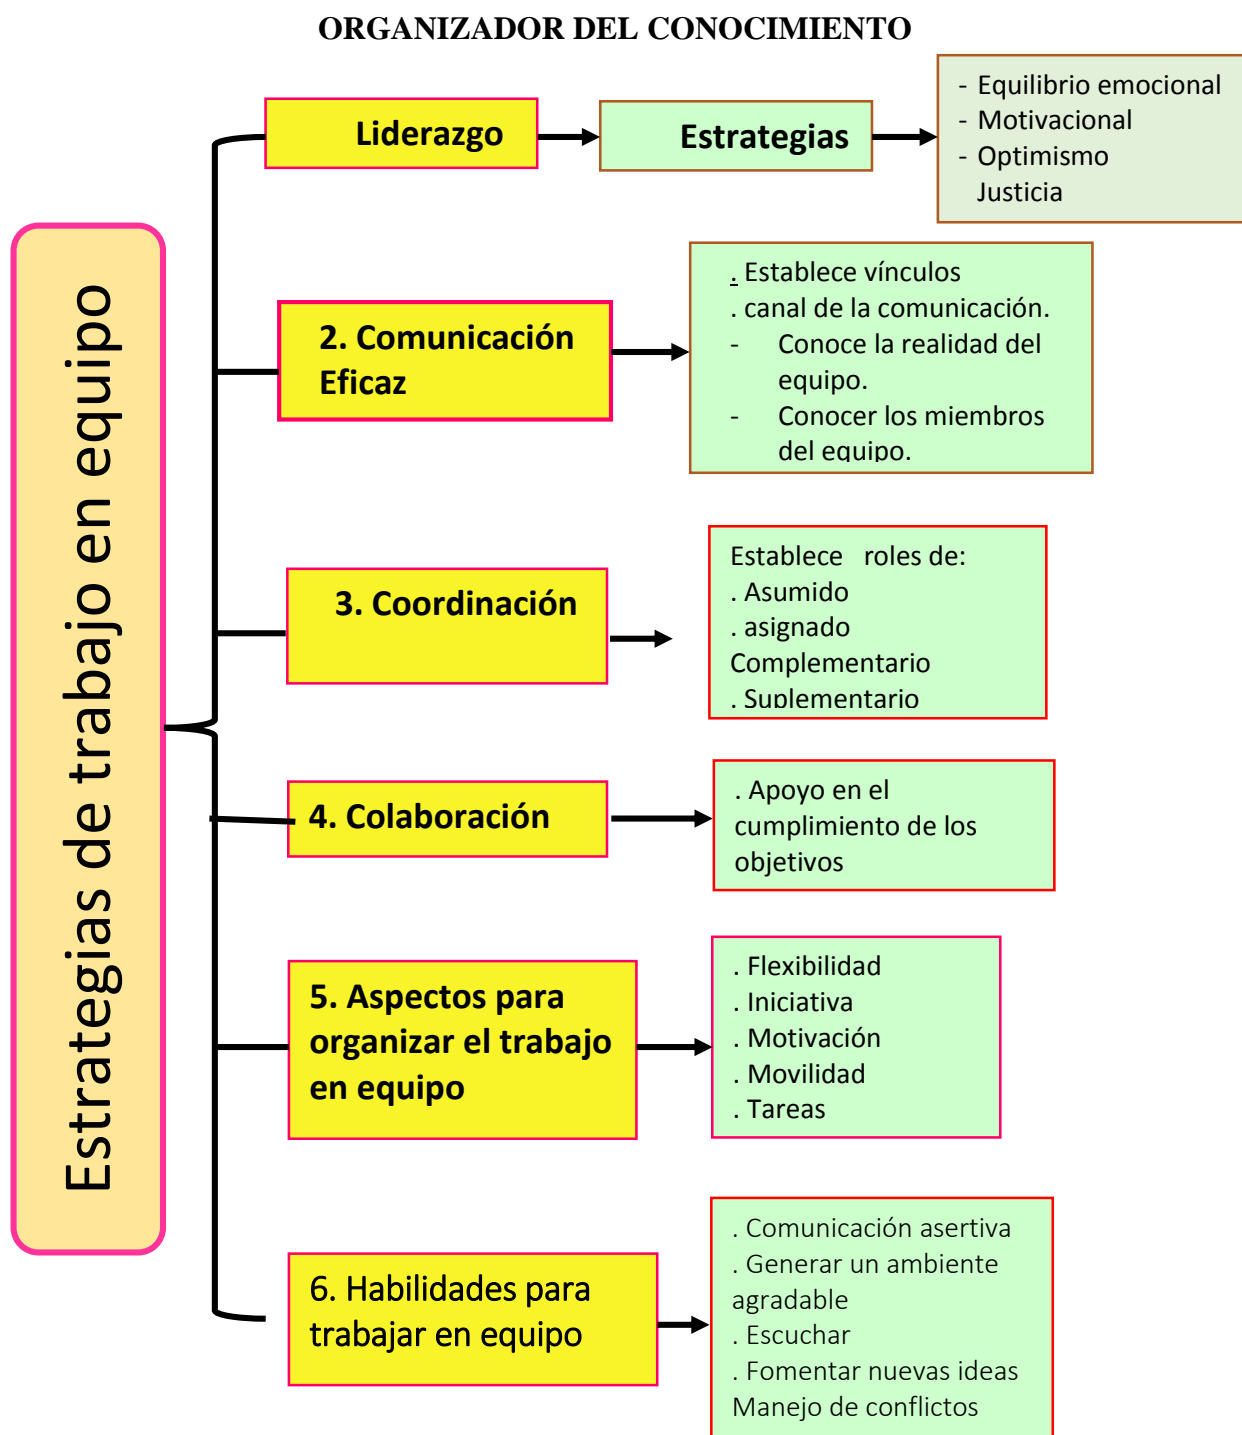 ORGANIZADOR DEL CONOCIMIENTO
Estrategias de trabajo en equipo
Liderazgo
Estrategias
- Equilibrio emocional
- Motivacional
- Optimismo
Justicia
2. Comunicación
Eficaz
. Establece vínculos
. canal de la comunicación.
- Conoce la realidad del
equipo.
- Conocer los miembros
del equipo.
3. Coordinación
Establece roles de:
. Asumido
. asignado
Complementario
. Suplementario
4. Colaboración
. Apoyo en el
cumplimiento de los
objetivos
5. Aspectos para
organizar el trabajo
en equipo
. Flexibilidad
. Iniciativa
. Motivación
. Movilidad
. Tareas
6. Habilidades para
trabajar en equipo
. Comunicación asertiva
. Generar un ambiente
agradable
. Escuchar
. Fomentar nuevas ideas
Manejo de conflictos